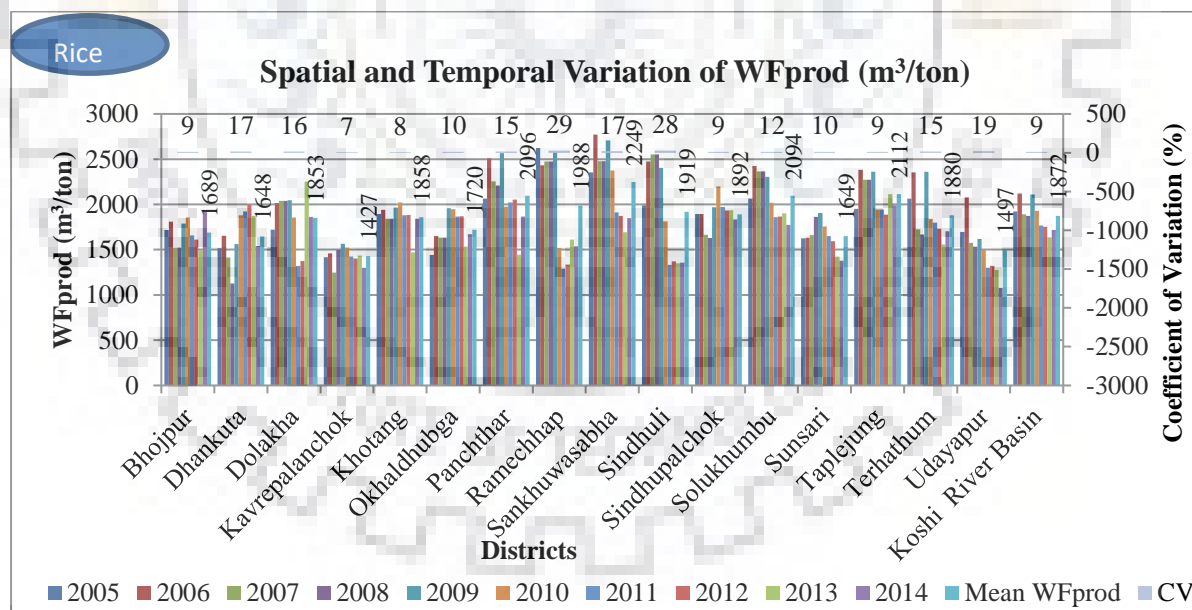 Rice
Spatial and Temporal Variation of WFprod (m³/ton)
WFprod (m³/ton)
3000
2500
2000
1500
1000
500
0
9 17 16 7 8 10 15 29 17 28 9 12 10 9 15 19 9
1689 1648 1853 1427 1858 1720 2096 1988 2249 1919 1892 2094 1649 2112 1880 1497 1872
500
0
-500
-1000
-1500
-2000
-2500
-3000
Coefficient of Variation (%)
Bhojpur
Dhankuta
Dolakha
Kavrepalanchok
Khotang
Okhaldhubga
Panchthar
Ramechhap
Sankhuwasabha
Sindhuli
Sindhupalchok
Solukhumbu
Sunsari
Taplejung
Terhathum
Udayapur
Koshi River Basin
Districts
2005 2006 2007 2008 2009 2010 2011 2012 2013 2014 Mean WFprod CV